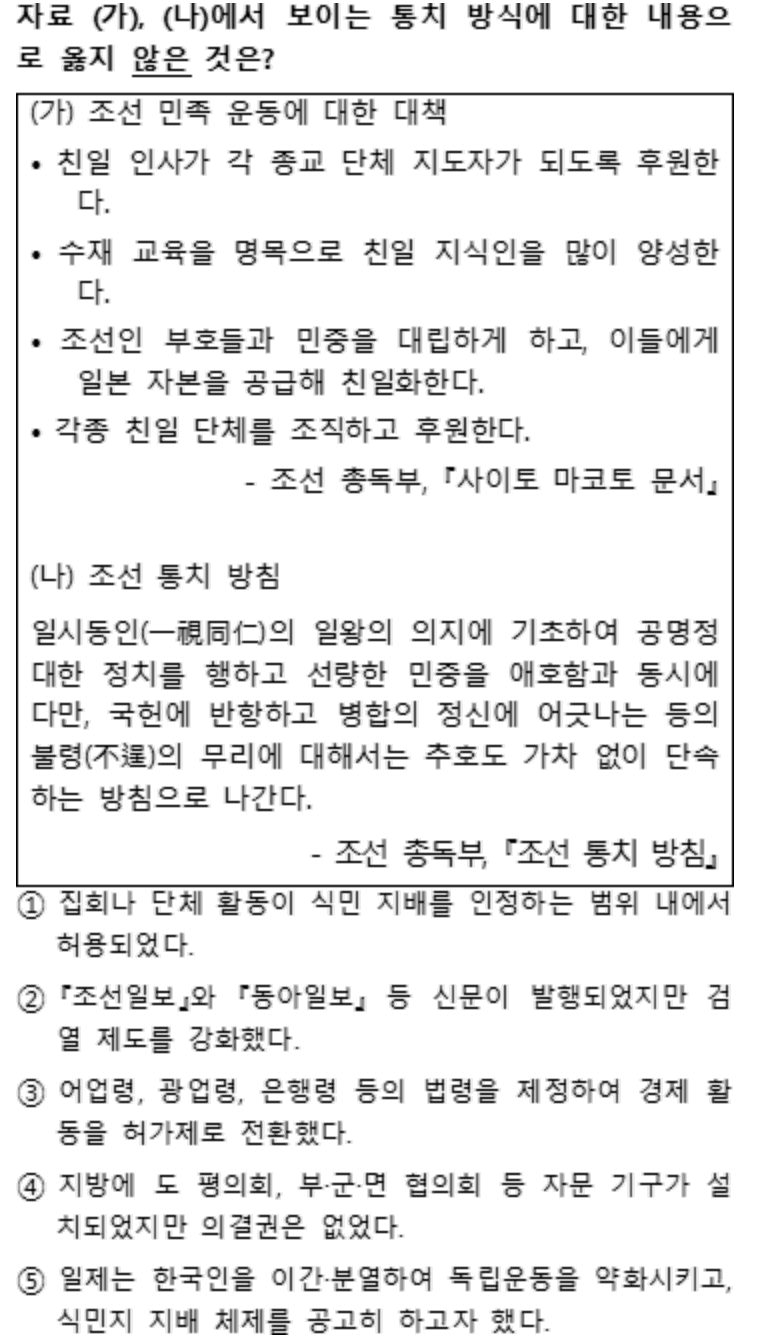 자료 (가), (나)에서 보이는 통치 방식에 대한 내용으
로 옳지 않은 것은?
(가) 조선 민족 운동에 대한 대책
• 친일 인사가 각 종교 단체 지도자가 되도록 후원한
다.
• 수재 교육을 명목으로 친일 지식인을 많이 양성한
다.
• 조선인 부호들과 민중을 대립하게 하고, 이들에게
일본 자본을 공급해 친일화한다.
• 각종 친일 단체를 조직하고 후원한다.
- 조선 총독부, 『사이토 마코토 문서』
(나) 조선 통치 방침
일시동인(一視同仁)의 일왕의 의지에 기초하여 공명정
대한 정치를 행하고 선량한 민중을 애호함과 동시에
다만, 국헌에 반항하고 병합의 정신에 어긋나는 등의
불령(不逞)의 무리에 대해서는 추호도 가차 없이 단속
하는 방침으로 나간다.
- 조선 총독부, 『조선 통치 방침』
① 집회나 단체 활동이 식민 지배를 인정하는 범위 내에서
허용되었다.
② 『조선일보』와 『동아일보』 등 신문이 발행되었지만 검
열 제도를 강화했다.
③ 어업령, 광업령, 은행령 등의 법령을 제정하여 경제 활
동을 허가제로 전환했다.
④ 지방에 도 평의회, 부·군·면 협의회 등 자문 기구가 설
치되었지만 의결권은 없었다.
⑤ 일제는 한국인을 이간·분열하여 독립운동을 약화시키고,
식민지 지배 체제를 공고히 하고자 했다.